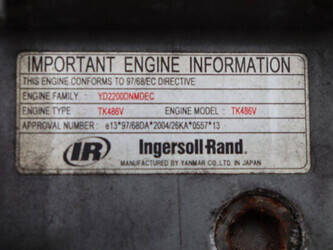 IMPORTANT ENGINE INFORMATION
THIS ENGINE CONFORMS TO 97/68/EC DIRECTIVE
ENGINE FAMILY : YD2200DNMDEC
ENGINE TYPE : TK486V ENGINE MODEL : TK486V
APPROVAL NUMBER : e13*97/68DA*2004/26KA*0557*13
IR Ingersoll-Rand.
MANUFACTURED BY YANMAR CO.,LTD. IN JAPAN